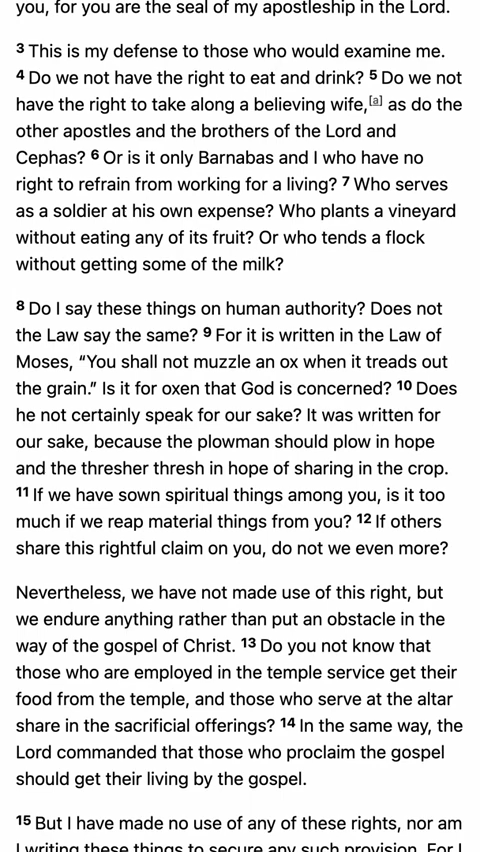 you, for you are the seal of my apostleship in the Lord.
3 This is my defense to those who would examine me.
4 Do we not have the right to eat and drink? 5 Do we not
have the right to take along a believing wife,[a] as do the
other apostles and the brothers of the Lord and
Cephas? 6 Or is it only Barnabas and I who have no
right to refrain from working for a living? 7 Who serves
as a soldier at his own expense? Who plants a vineyard
without eating any of its fruit? Or who tends a flock
without getting some of the milk?
8 Do I say these things on human authority? Does not
the Law say the same? 9 For it is written in the Law of
Moses, “You shall not muzzle an ox when it treads out
the grain.” Is it for oxen that God is concerned? 10 Does
he not certainly speak for our sake? It was written for
our sake, because the plowman should plow in hope
and the thresher thresh in hope of sharing in the crop.
11 If we have sown spiritual things among you, is it too
much if we reap material things from you? 12 If others
share this rightful claim on you, do not we even more?
Nevertheless, we have not made use of this right, but
we endure anything rather than put an obstacle in the
way of the gospel of Christ. 13 Do you not know that
those who are employed in the temple service get their
food from the temple, and those who serve at the altar
share in the sacrificial offerings? 14 In the same way, the
Lord commanded that those who proclaim the gospel
should get their living by the gospel.
15 But I have made no use of any of these rights, nor am
I writing these things to secure any such provision. For I